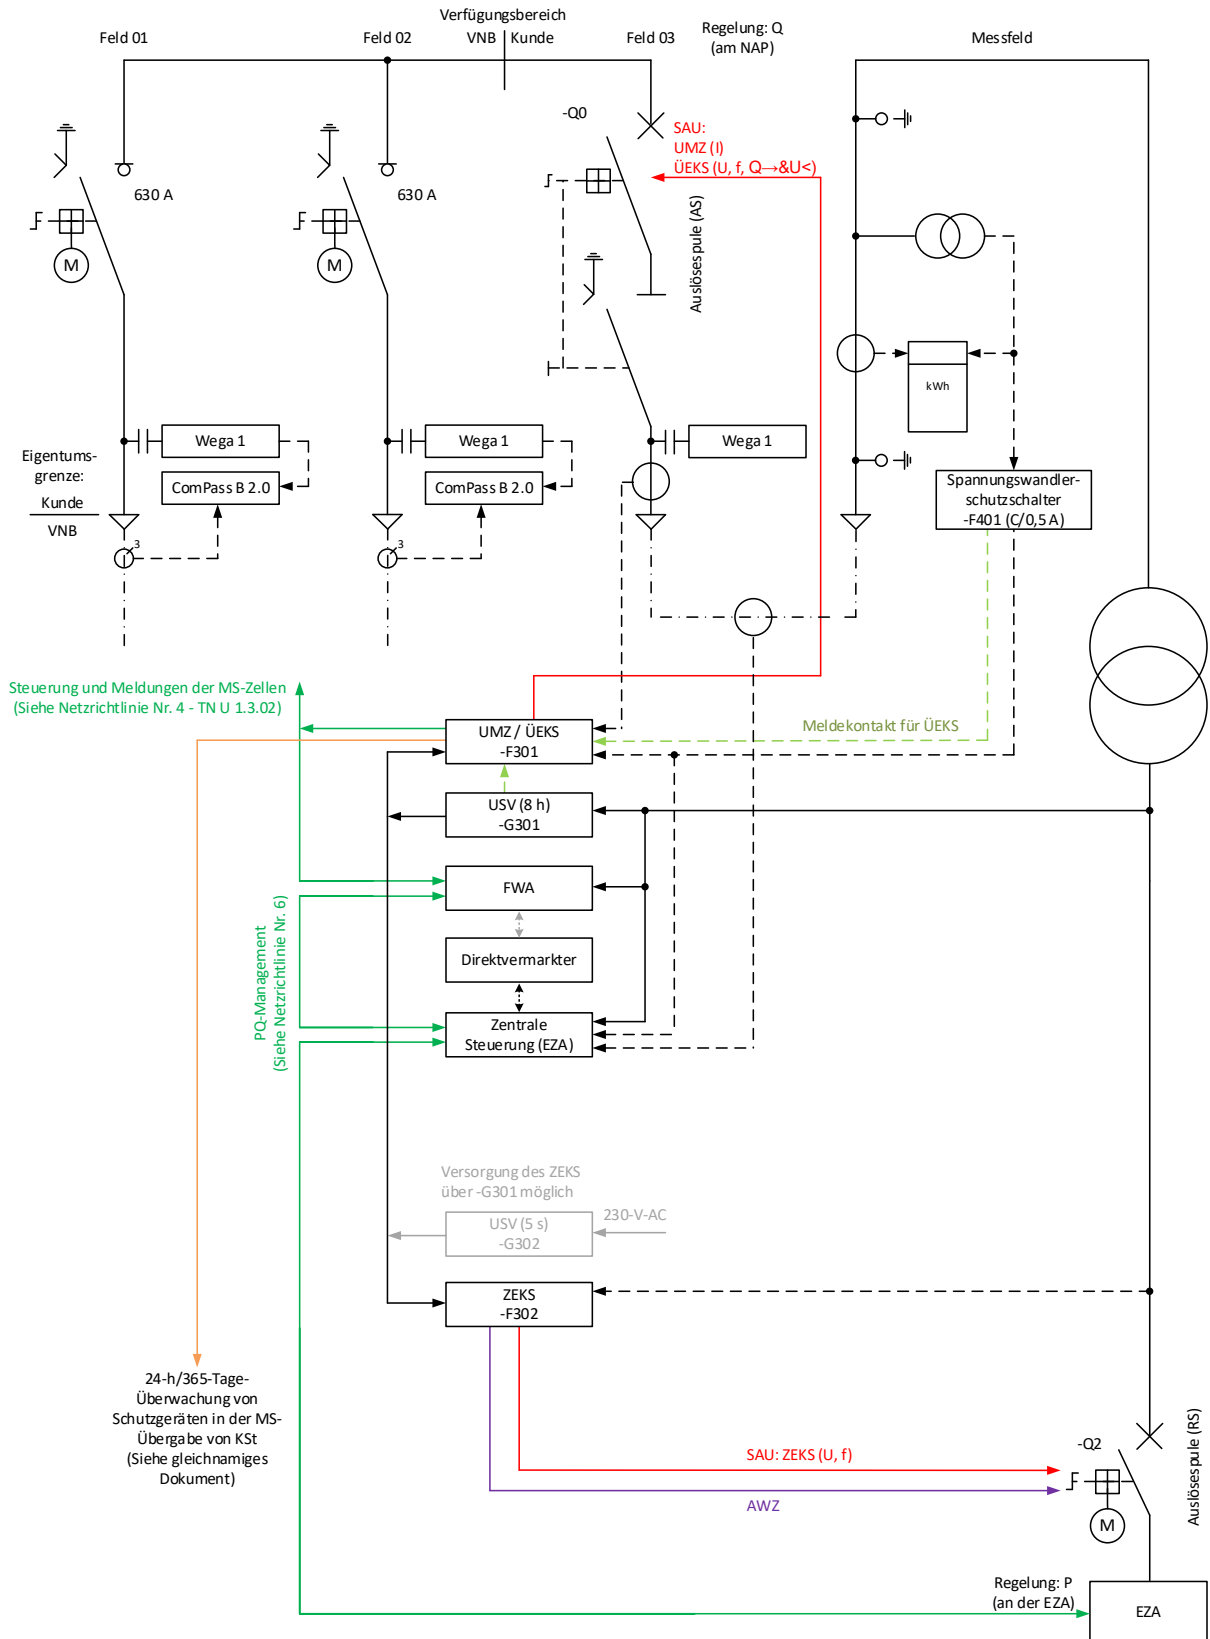 Verfügungsbereich
VNB
Kunde
Feld 01
Feld 02
Feld 03
Regelung: Q
(am NAP)
Messfeld
-Q0
SAU:
UMZ (I)
ÜEKS (U, f, Q→&U<)
630 A
630 A
Auslösespule (AS)
M
M
kWh
Wega 1
Wega 1
Wega 1
Eigentums-
grenze:
Kunde
VNB
ComPass B 2.0
ComPass B 2.0
Spannungswandler-
schutzschalter
-F401 (C/0,5 A)
3
3
Steuerung und Meldungen der MS-Zellen
(Siehe Netzrichtlinie Nr. 4 - TN U 1.3.02)
UMZ / ÜEKS
-F301
Meldekontakt für ÜEKS
USV (8 h)
-G301
FWA
PQ-Management
(Siehe Netzrichtlinie Nr. 6)
Direktvermarkter
Zentrale
Steuerung (EZA)
Versorgung des ZEKS
über -G301 möglich
USV (5 s)
-G302
230-V-AC
ZEKS
-F302
24-h/365-Tage-
Überwachung von
Schutzgeräten in der MS-
Übergabe von KSt
(Siehe gleichnamiges
Dokument)
SAU: ZEKS (U, f)
AWZ
-Q2
Auslösespule (RS)
M
Regelung: P
(an der EZA)
EZA